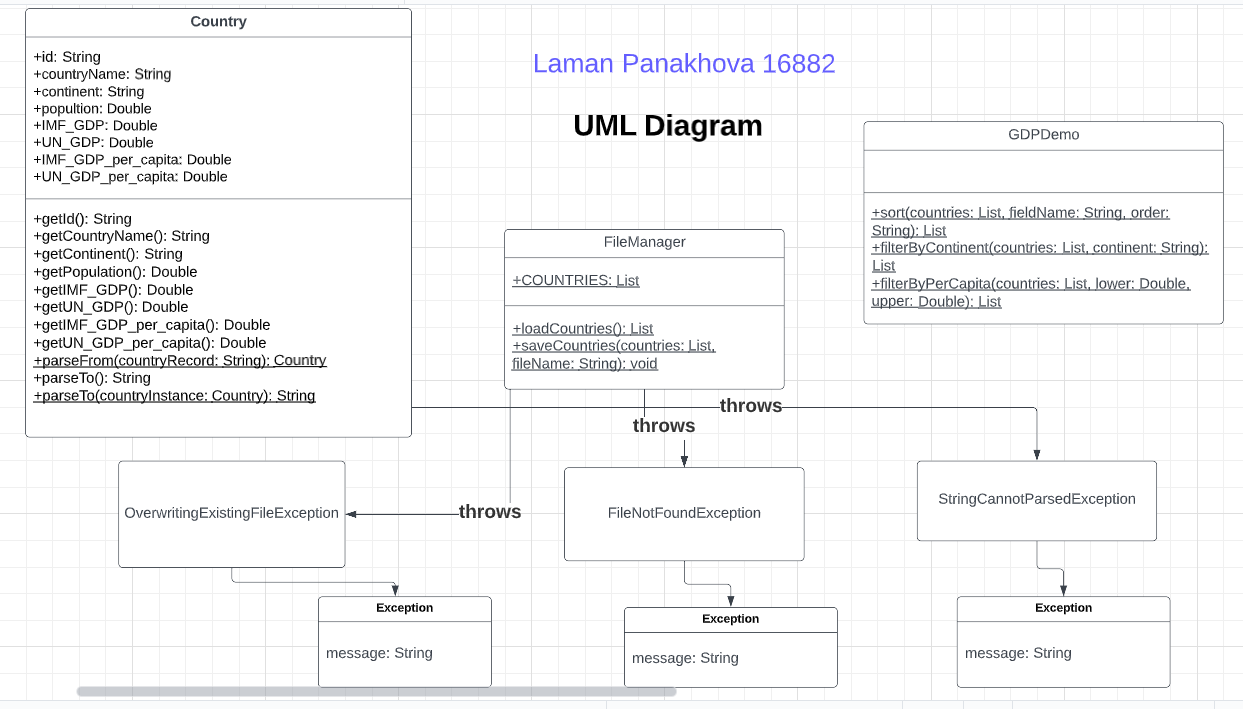 Country
+id: String
+countryName: String
+continent: String
+popultion: Double
+IMF_GDP: Double
+UN_GDP: Double
+IMF_GDP_per_capita: Double
+UN_GDP_per_capita: Double
+getId(): String
+getCountryName(): String
+getContinent(): String
+getPopulation(): Double
+getIMF_GDP(): Double
+getUN_GDP(): Double
+getIMF_GDP_per_capita(): Double
+getUN_GDP_per_capita(): Double
+parseFrom(countryRecord: String): Country
+parseTo(): String
+parseTo(countryInstance: Country): String
Laman Panakhova 16882
UML Diagram
FileManager
+COUNTRIES: List
+loadCountries(): List
+saveCountries(countries: List,
fileName: String): void
GDPDemo
+sort(countries: List, fieldName: String, order:
String): List
+filterByContinent(countries: List, continent: String):
List
+filterByPerCapita(countries: List, lower: Double,
upper: Double): List
throws
throws
throws
OverwritingExistingFileException
FileNotFoundException
StringCannotParsedException
Exception
message: String
Exception
message: String
Exception
message: String